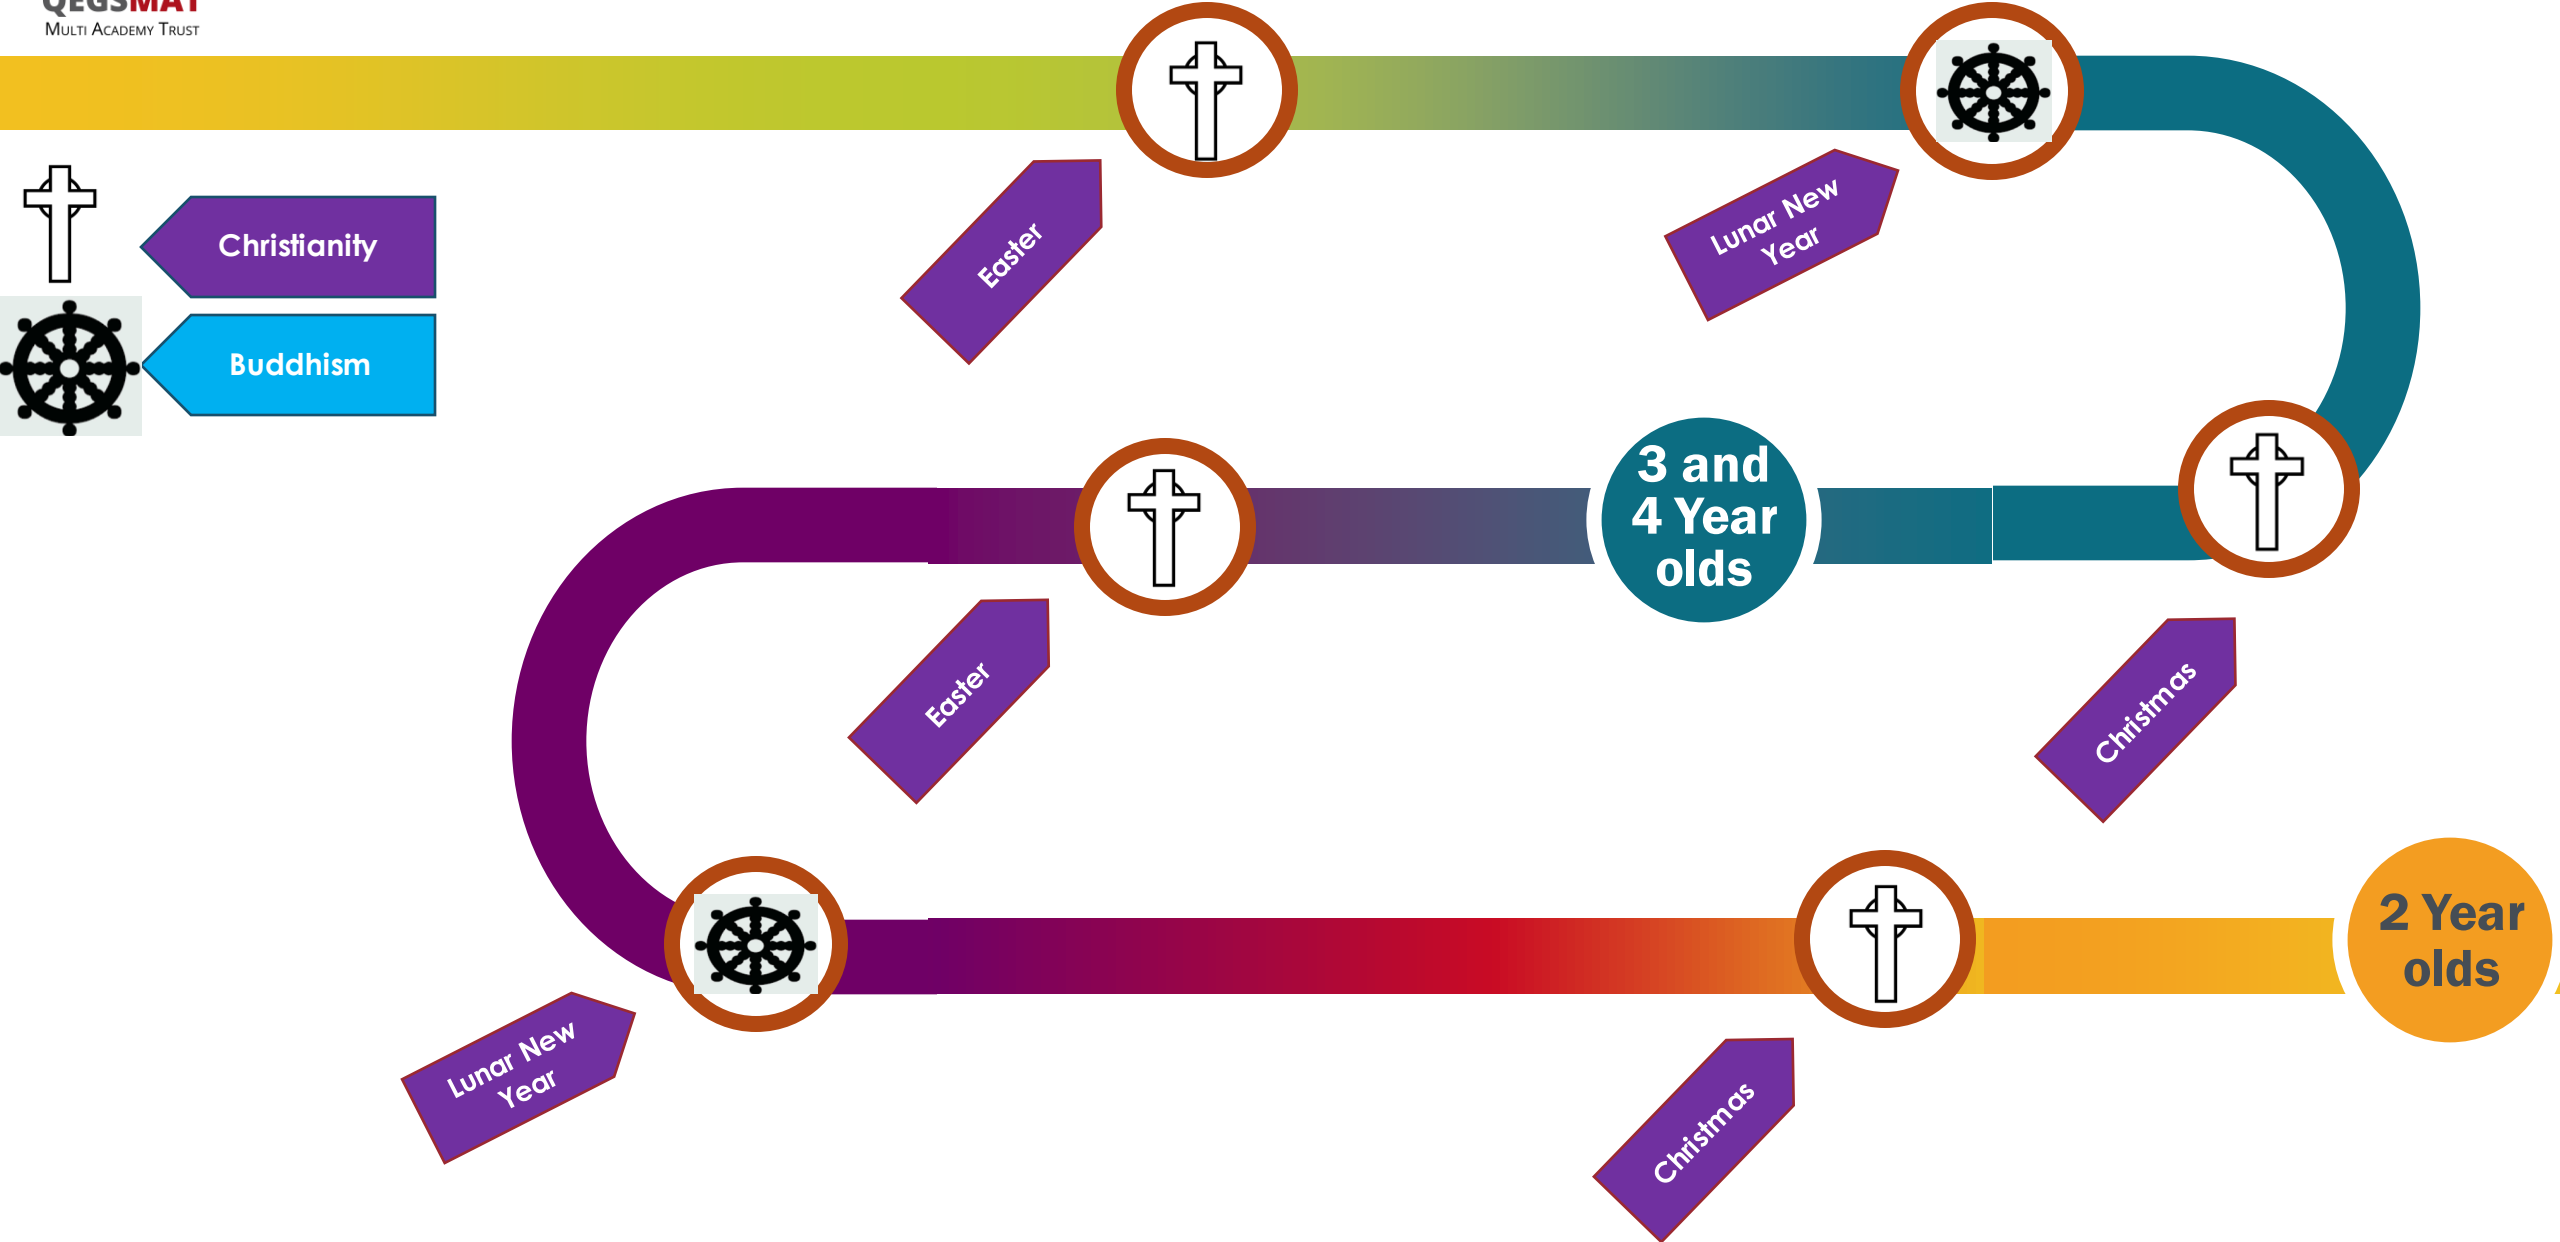 QEGSMAT
MULTI ACADEMY TRUST
Easter
Lunar New
Year
Christianity
Buddhism
3 and
4 Year
olds
Easter
Christmas
2 Year
olds
Lunar New
Year
Christmas